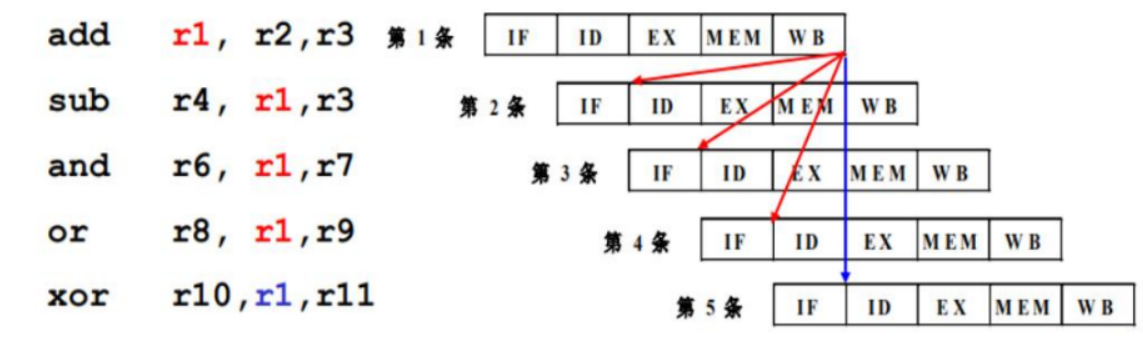 add r1, r2,r3 第 1 条 IF ID EX MEM WB
sub r4, r1,r3 第 2 条 IF ID EX MEM WB
and r6, r1,r7 第 3 条 IF ID EX MEM WB
or r8, r1,r9 第 4 条 IF ID EX MEM WB
xor r10,r1,r11 第 5 条 IF ID EX MEM WB